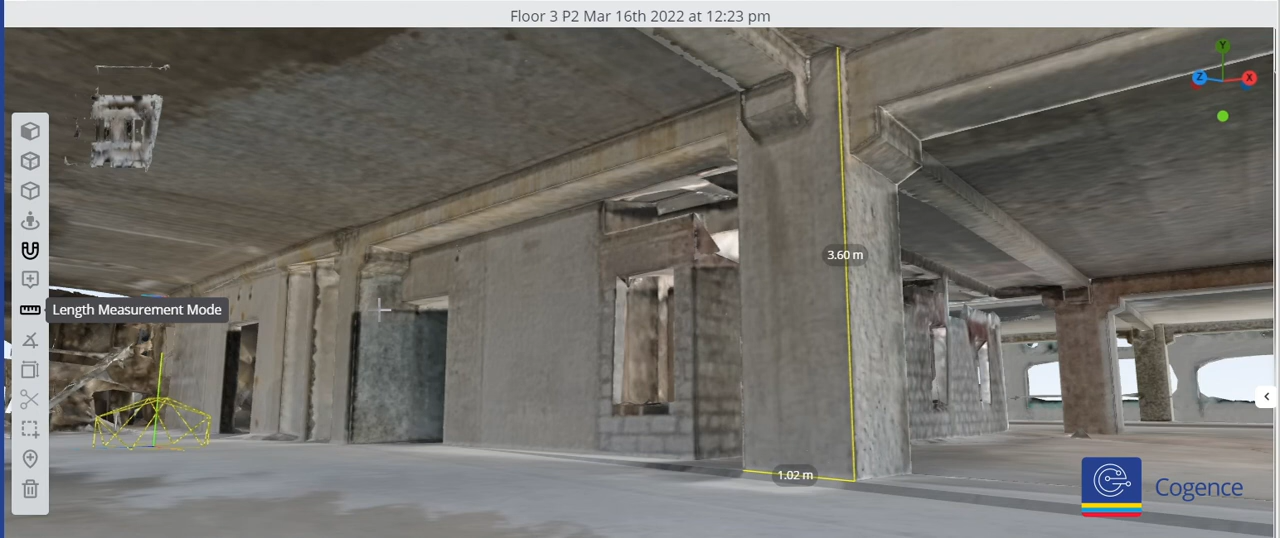 Floor 3 P2 Mar 16th 2022 at 12:23 pm
Y
Z
X
3.60 m
Length Measurement Mode
1.02 m
Cogence